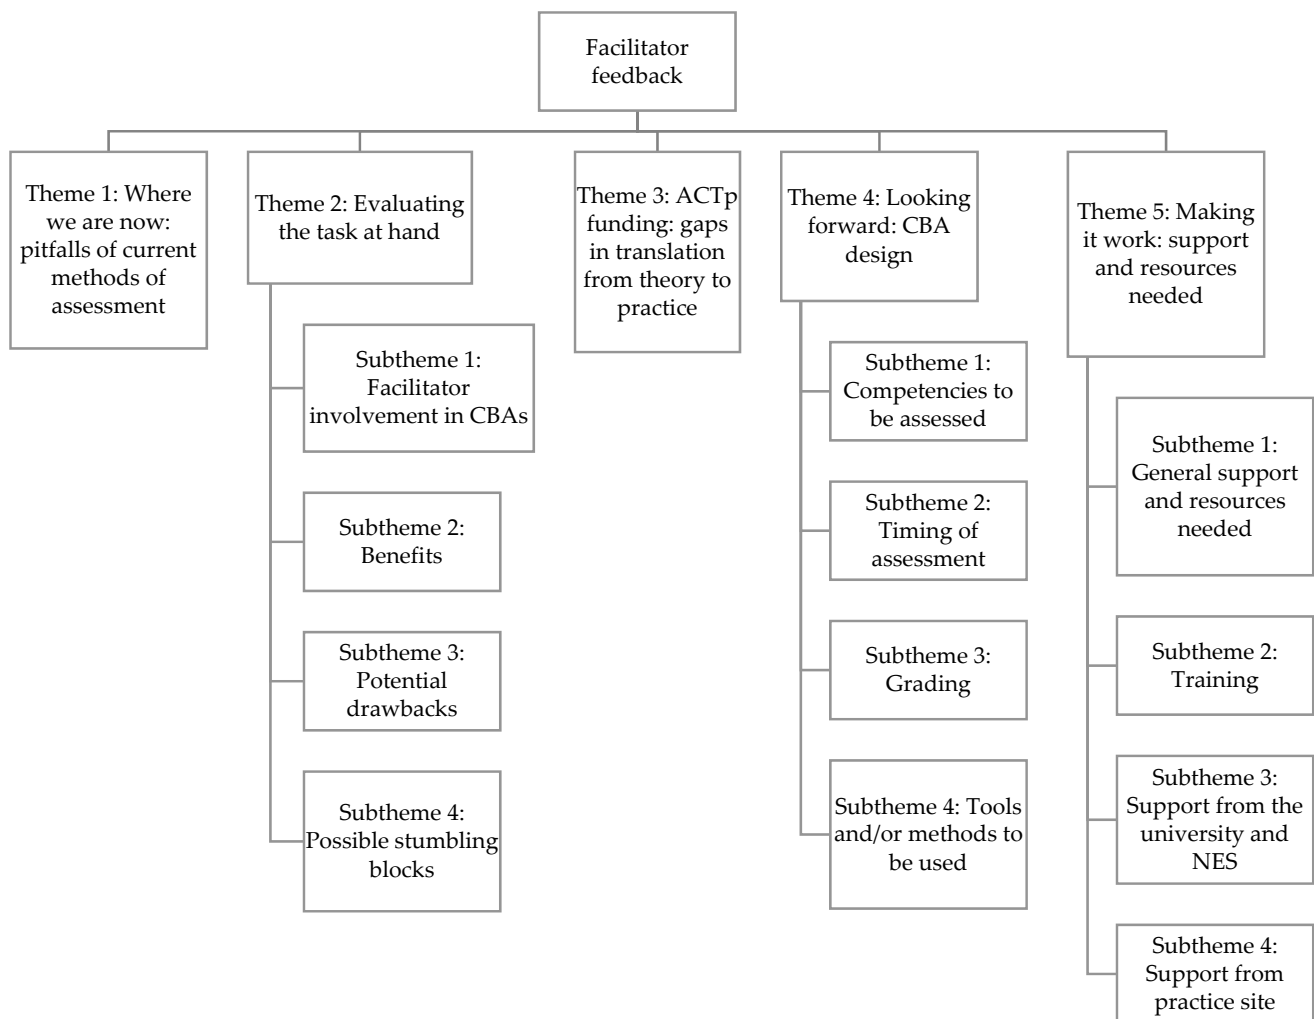 Facilitator
feedback
Theme 1: Where
we are now:
pitfalls of current
methods of
assessment
Theme 2: Evaluating
the task at hand
Subtheme 1:
Facilitator
involvement in CBAs
Subtheme 2:
Benefits
Subtheme 3:
Potential
drawbacks
Subtheme 4:
Possible stumbling
blocks
Theme 3: ACTp
funding: gaps
in translation
from theory to
practice
Theme 4: Looking
forward: CBA
design
Subtheme 1:
Competencies to
be assessed
Subtheme 2:
Timing of
assessment
Subtheme 3:
Grading
Subtheme 4: Tools
and/or methods to
be used
Theme 5: Making
it work: support
and resources
needed
Subtheme 1:
General support
and resources
needed
Subtheme 2:
Training
Subtheme 3:
Support from the
university and
NES
Subtheme 4:
Support from
practice site